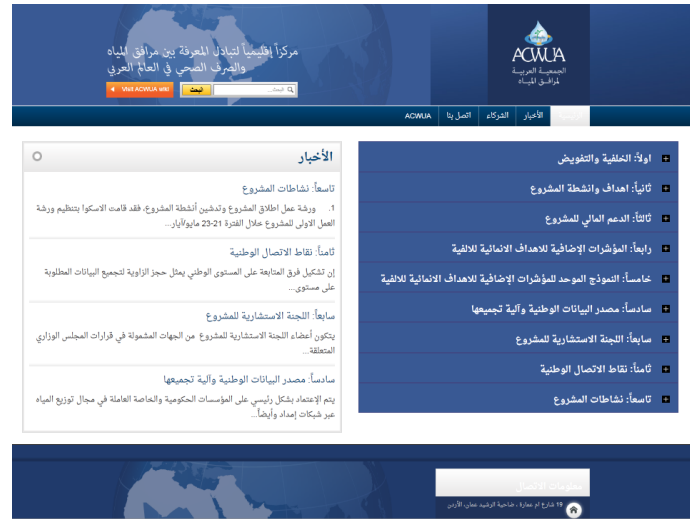 ACWUA
الجمعيـة العربيـة
لمرافـق الميـاه
مركزاً إقليمياً لتبادل المعرفة بين مرافق المياه
والصرف الصحي في العالم العربي
بحث...
البحث
Visit ACWUA wiki
الأخبار
الشركاء
اتصل بنا
ACWUA
اولاً: الخلفية والتفويض
ثانياً: اهداف وانشطة المشروع
ثالثاً: الدعم المالي للمشروع
رابعاً: المؤشرات الإضافية للاهداف الانمائية للالفية
خامساً: النموذج الموحد للمؤشرات الإضافية للاهداف الانمائية للالفية
سادساً: مصدر البيانات الوطنية وآلية تجميعها
سابعاً: اللجنة الاستشارية للمشروع
ثامناً: نقاط الاتصال الوطنية
تاسعاً: نشاطات المشروع
الأخبار
تاسعاً: نشاطات المشروع
1. ورشة عمل اطلاق المشروع وتدشين أنشطة المشروع، فقد قامت الاسكوا بتنظيم ورشة
العمل الاولى للمشروع خلال الفترة 21-23 مايو/أيار...
ثامناً: نقاط الاتصال الوطنية
إن تشكيل فرق المتابعة على المستوى الوطني يمثل حجز الزاوية لتجميع البيانات المطلوبة
على مستوى...
سابعاً: اللجنة الاستشارية للمشروع
يتكون أعضاء اللجنة الاستشارية للمشروع من الجهات المشمولة في قرارات المجلس الوزاري
المتعلقة...
سادساً: مصدر البيانات الوطنية وآلية تجميعها
يتم الإعتماد بشكل رئيسي على المؤسسات الحكومية والخاصة العاملة في مجال توزيع المياه
عبر شبكات إمداد وأيضاً...
معلومات الاتصال
19 شارع ام عمارة ، ضاحية الرشيد عمان، الأردن